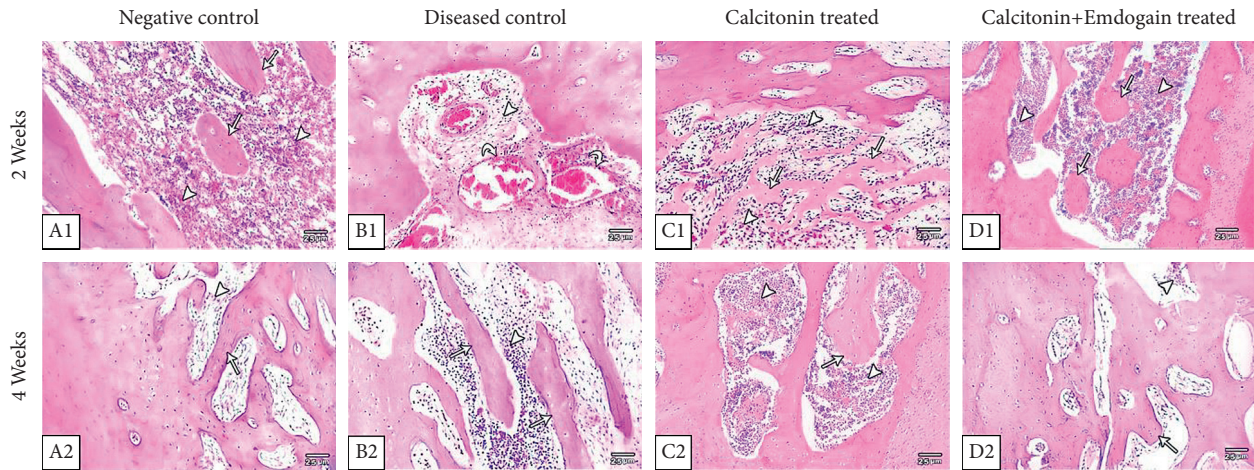 Negative control
Diseased control
Calcitonin treated
Calcitonin+Emdogain treated
2 Weeks
A1
25 µm
B1
25 µm
C1
25 µm
D1
25 µm
4 Weeks
A2
25 µm
B2
25 µm
C2
25 µm
D2
25 µm